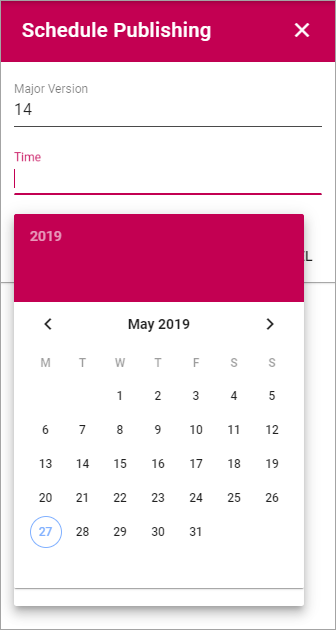 Schedule Publishing
Major Version
14
Time
2019
May 2019
M T W T F S S
1 2 3 4 5
6 7 8 9 10 11 12
13 14 15 16 17 18 19
20 21 22 23 24 25 26
27 28 29 30 31